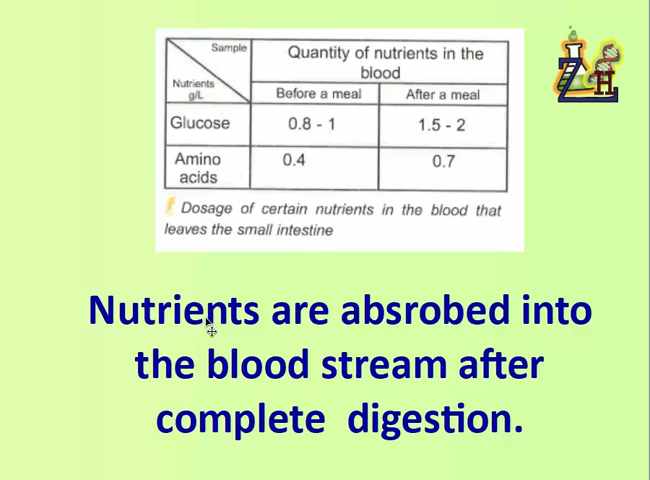 Sample
Quantity of nutrients in the
blood
Nutrients
g/L
Before a meal
After a meal
Glucose
0.8 - 1
1.5 - 2
Amino
acids
0.4
0.7
f Dosage of certain nutrients in the blood that
leaves the small intestine
Z H
Nutrients are absrobed into
the blood stream after
complete digestion.